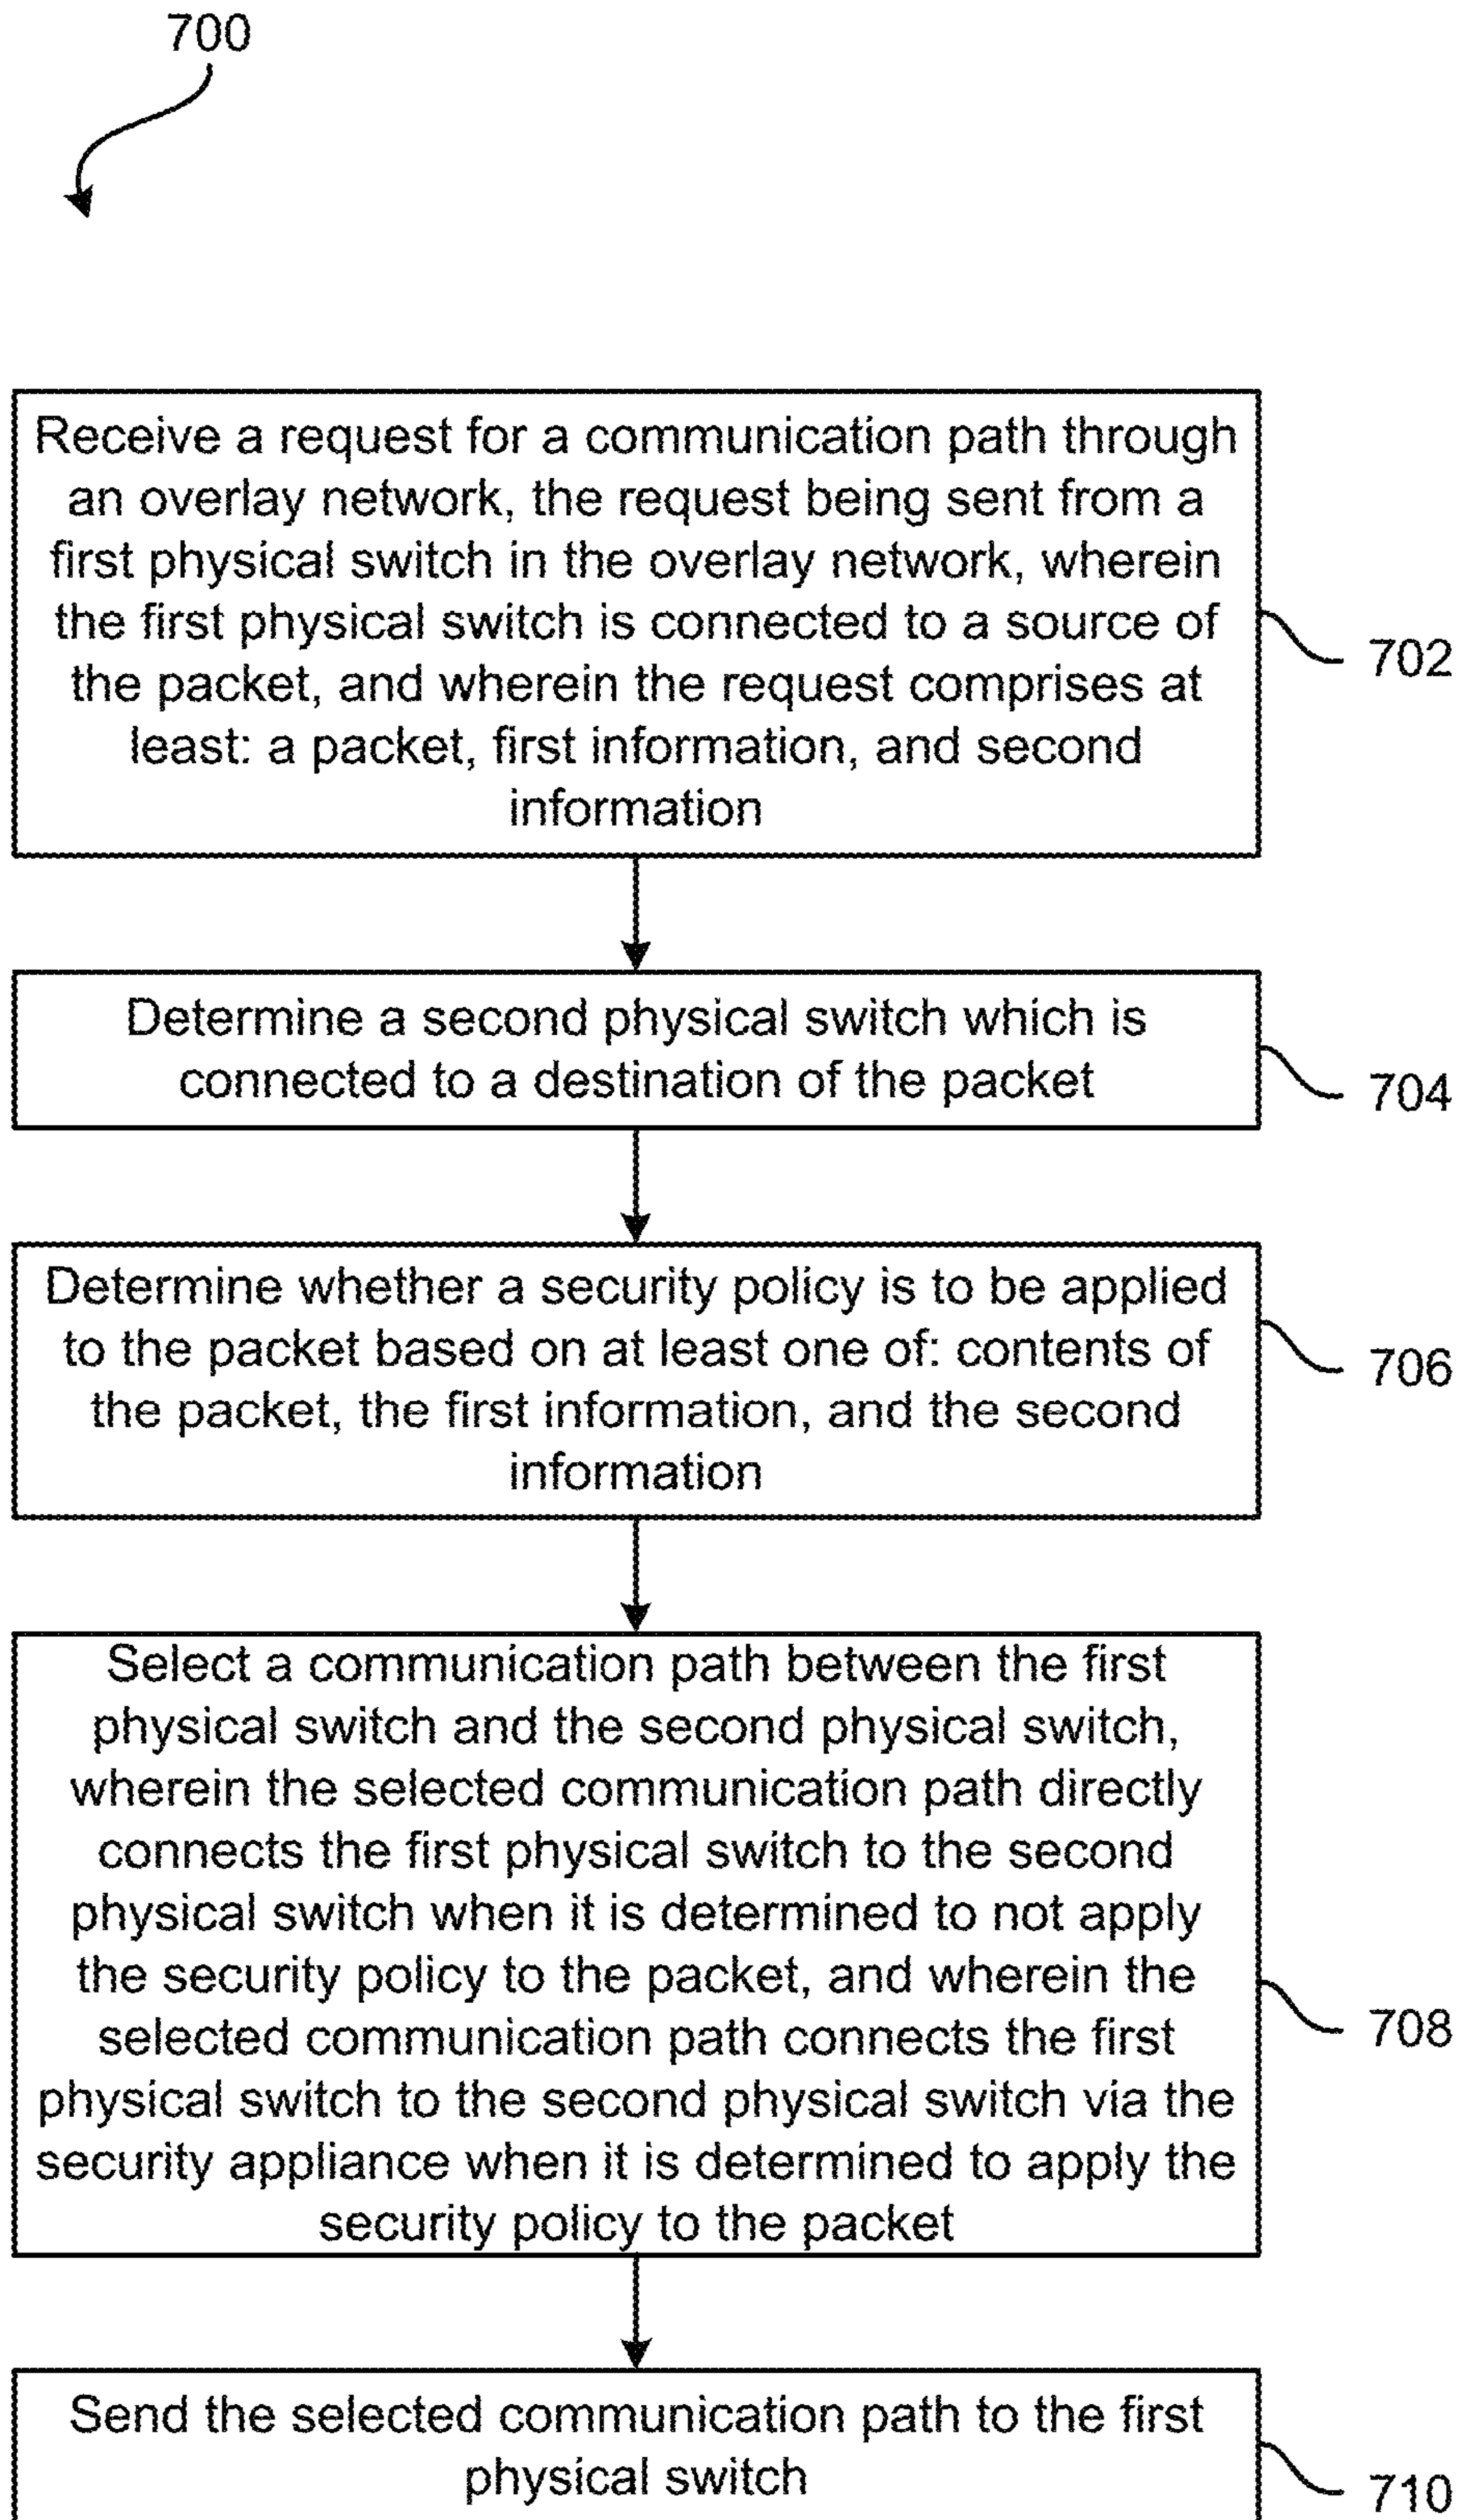 700
Receive a request for a communication path through
an overlay network, the request being sent from a
first physical switch in the overlay network, wherein
the first physical switch is connected to a source of
the packet, and wherein the request comprises at
least: a packet, first information, and second
information
702
Determine a second physical switch which is
connected to a destination of the packet
704
Determine whether a security policy is to be applied
to the packet based on at least one of: contents of
the packet, the first information, and the second
information
706
Select a communication path between the first
physical switch and the second physical switch,
wherein the selected communication path directly
connects the first physical switch to the second
physical switch when it is determined to not apply
the security policy to the packet, and wherein the
selected communication path connects the first
physical switch to the second physical switch via the
security appliance when it is determined to apply the
security policy to the packet
708
Send the selected communication path to the first
physical switch
710